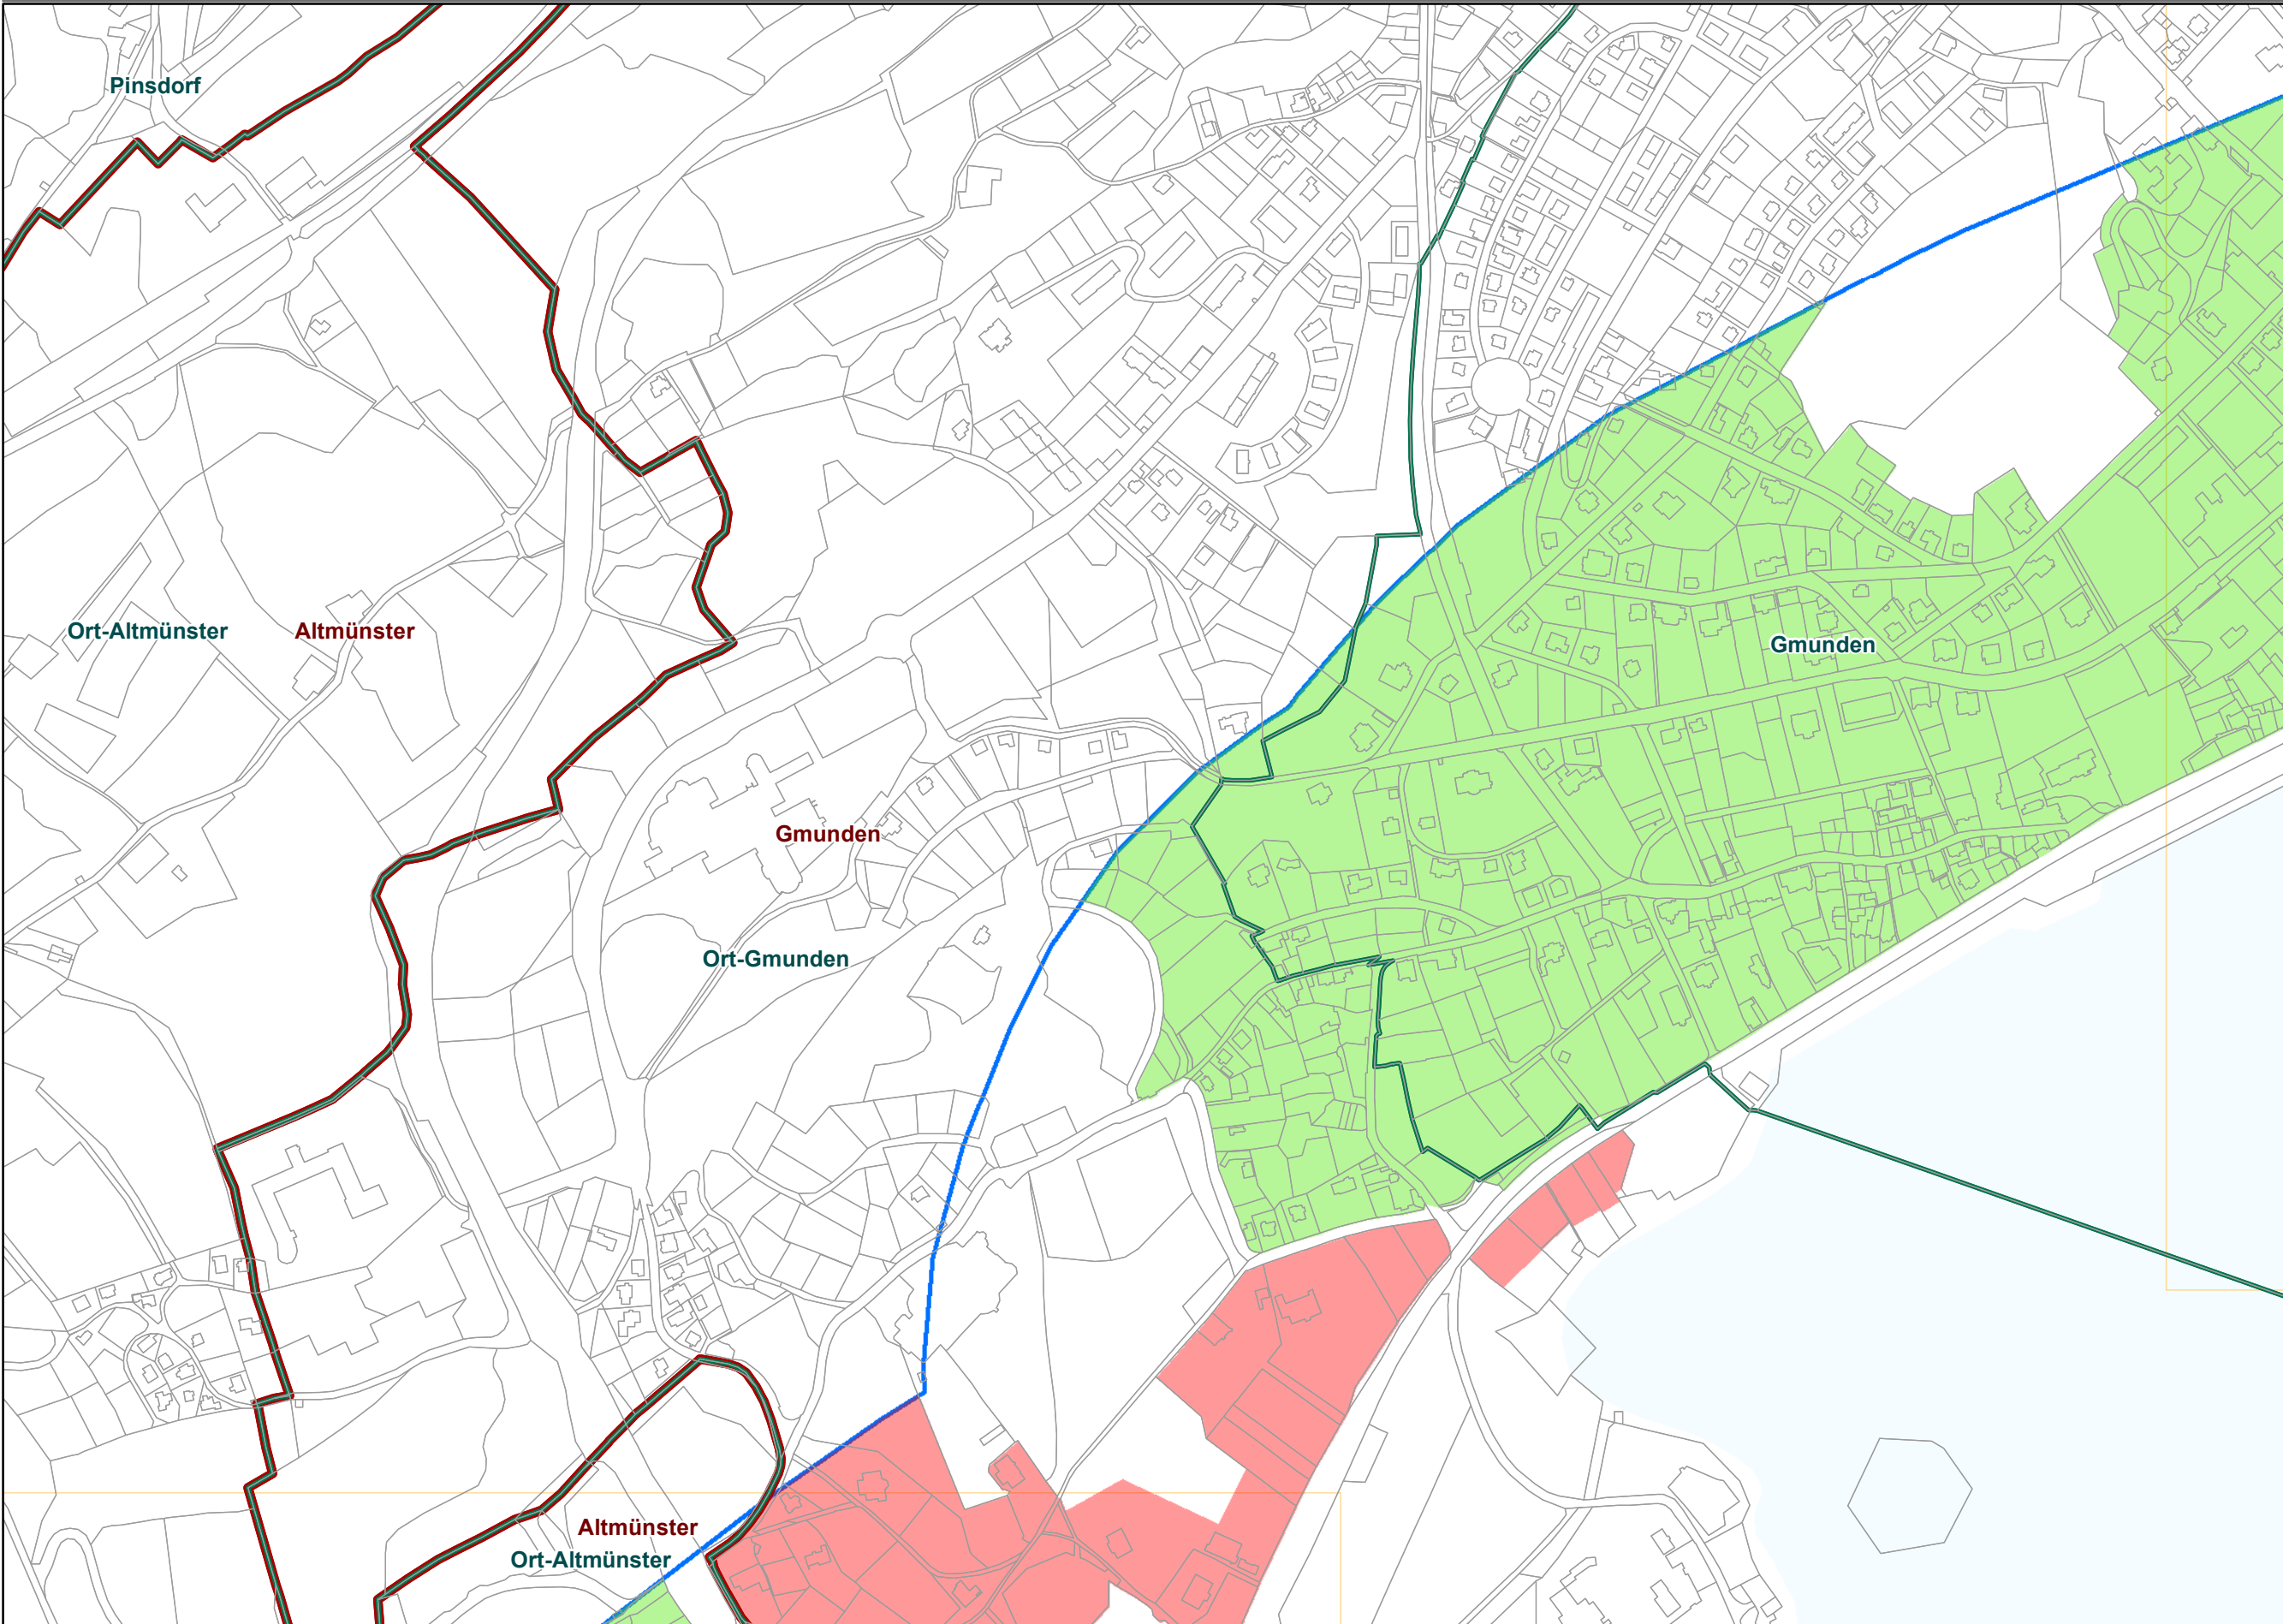 Pinsdorf
Ort-Altmünster
Altmünster
Gmunden
Gmunden
Ort-Gmunden
Altmünster
Ort-Altmünster